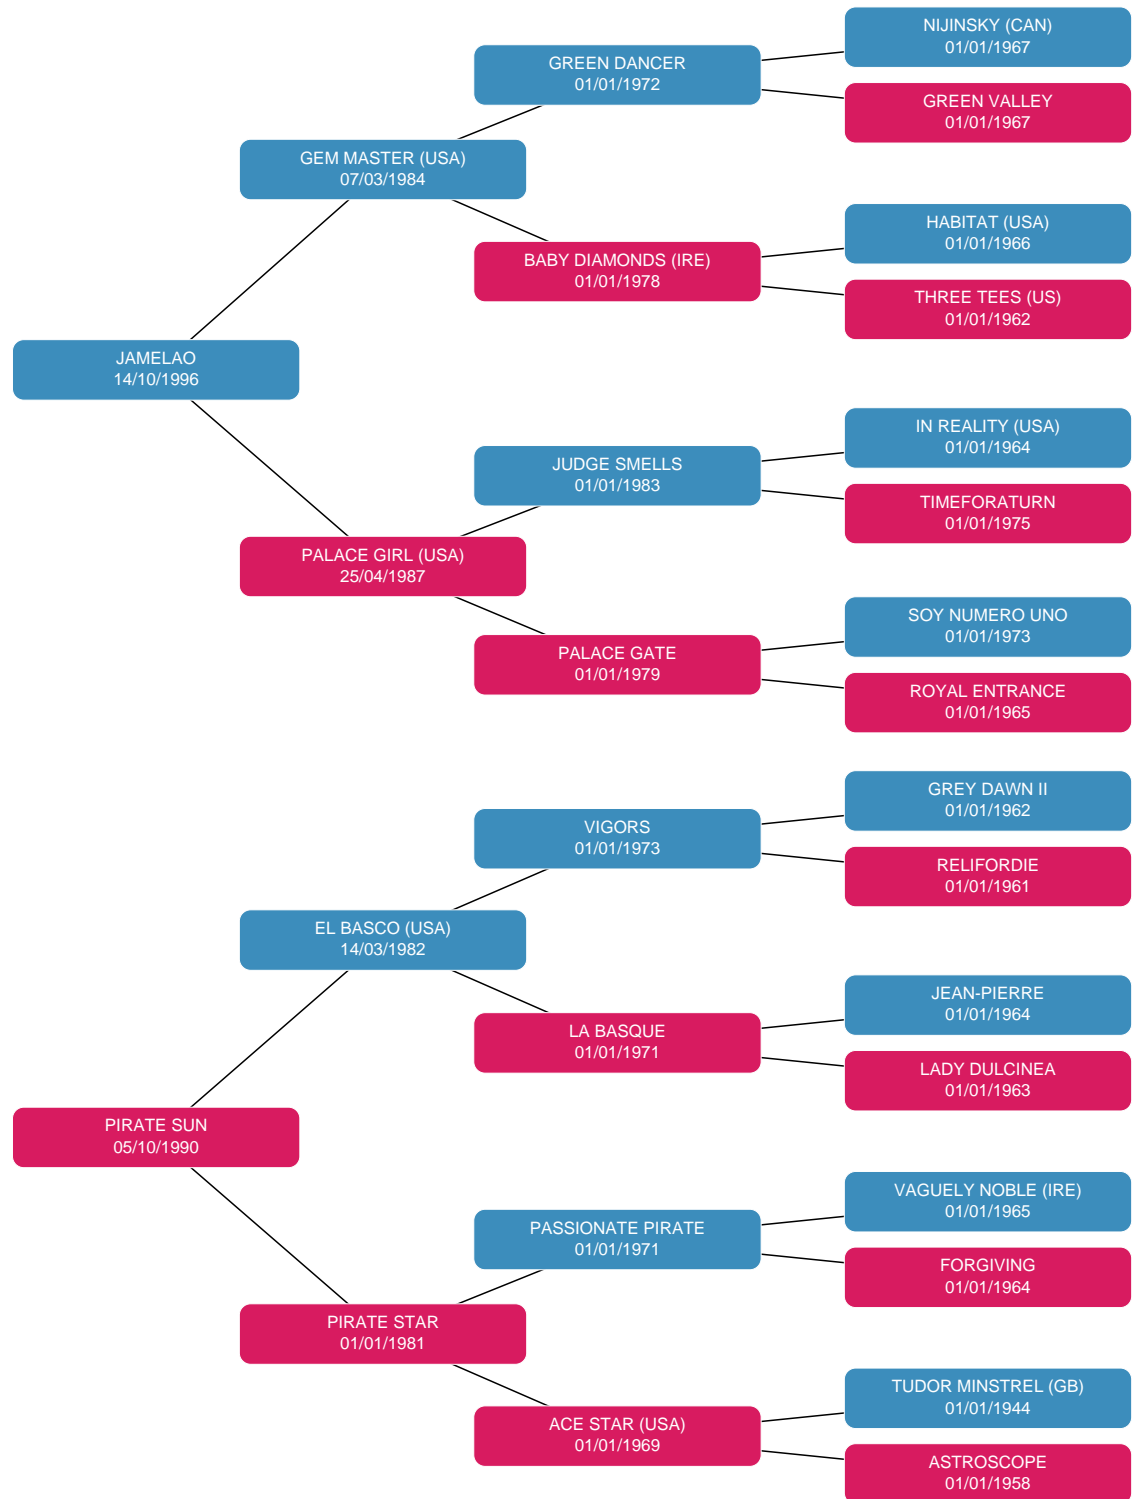 NIJINSKY (CAN)
01/01/1967
GREEN DANCER
01/01/1972
GREEN VALLEY
01/01/1967
GEM MASTER (USA)
07/03/1984
HABITAT (USA)
01/01/1966
BABY DIAMONDS (IRE)
01/01/1978
THREE TEES (US)
01/01/1962
JAMELAO
14/10/1996
IN REALITY (USA)
01/01/1964
JUDGE SMELLS
01/01/1983
TIMEFORATURN
01/01/1975
PALACE GIRL (USA)
25/04/1987
SOY NUMERO UNO
01/01/1973
PALACE GATE
01/01/1979
ROYAL ENTRANCE
01/01/1965
GREY DAWN II
01/01/1962
VIGORS
01/01/1973
RELIFORDIE
01/01/1961
EL BASCO (USA)
14/03/1982
JEAN-PIERRE
01/01/1964
LA BASQUE
01/01/1971
LADY DULCINEA
01/01/1963
PIRATE SUN
05/10/1990
VAGUELY NOBLE (IRE)
01/01/1965
PASSIONATE PIRATE
01/01/1971
FORGIVING
01/01/1964
PIRATE STAR
01/01/1981
TUDOR MINSTREL (GB)
01/01/1944
ACE STAR (USA)
01/01/1969
ASTROSCOPE
01/01/1958